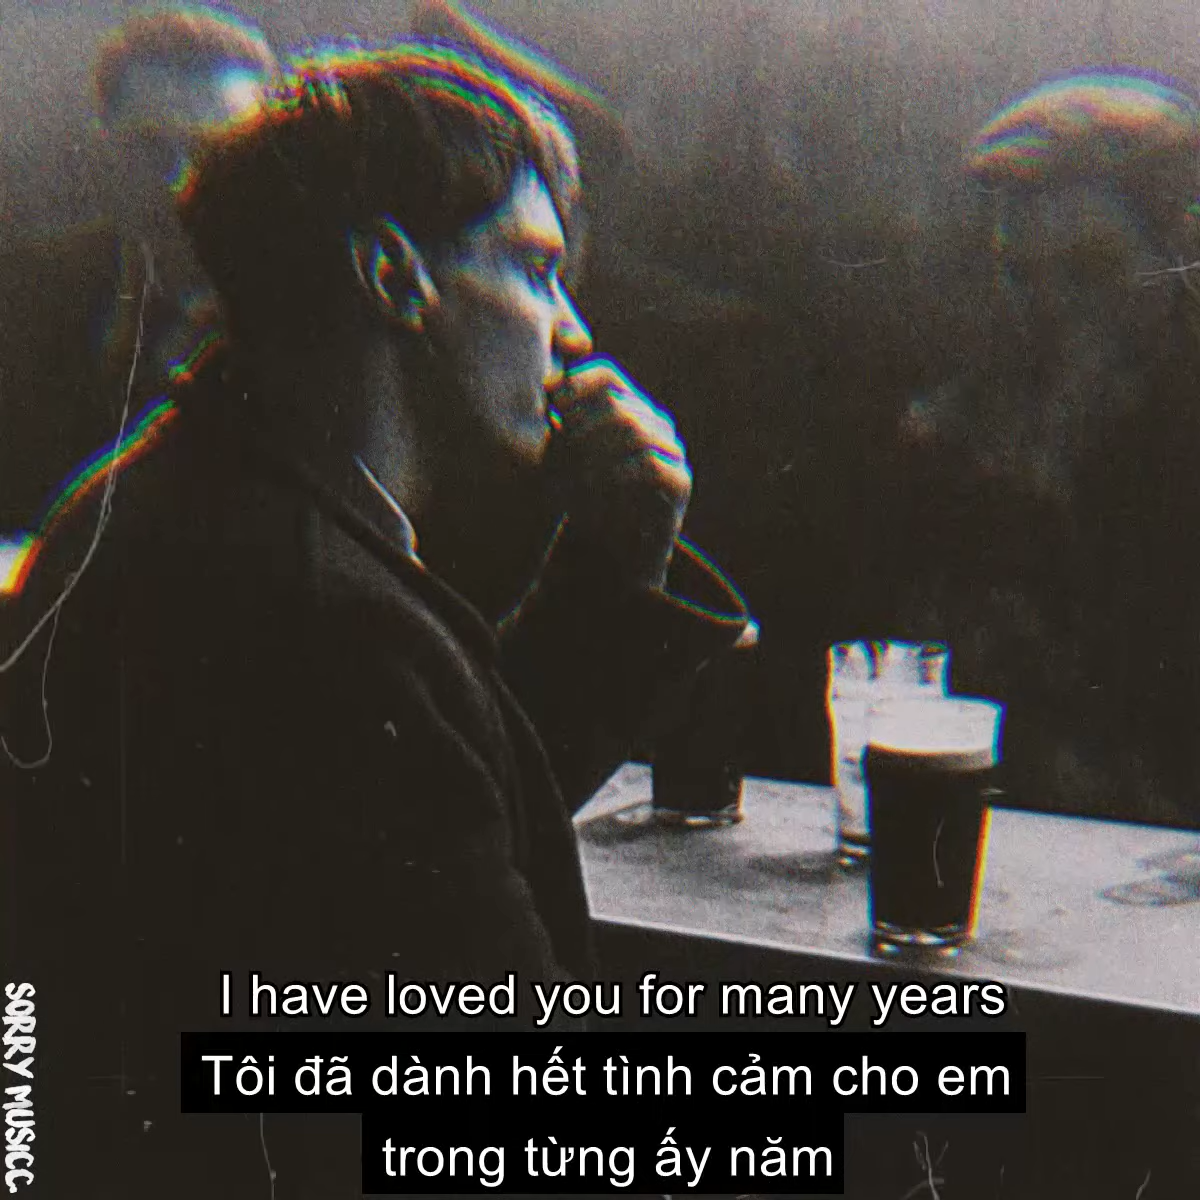 I have loved you for many years
Tôi đã dành hết tình cảm cho em
trong từng ấy năm
SORRY MUSICC.